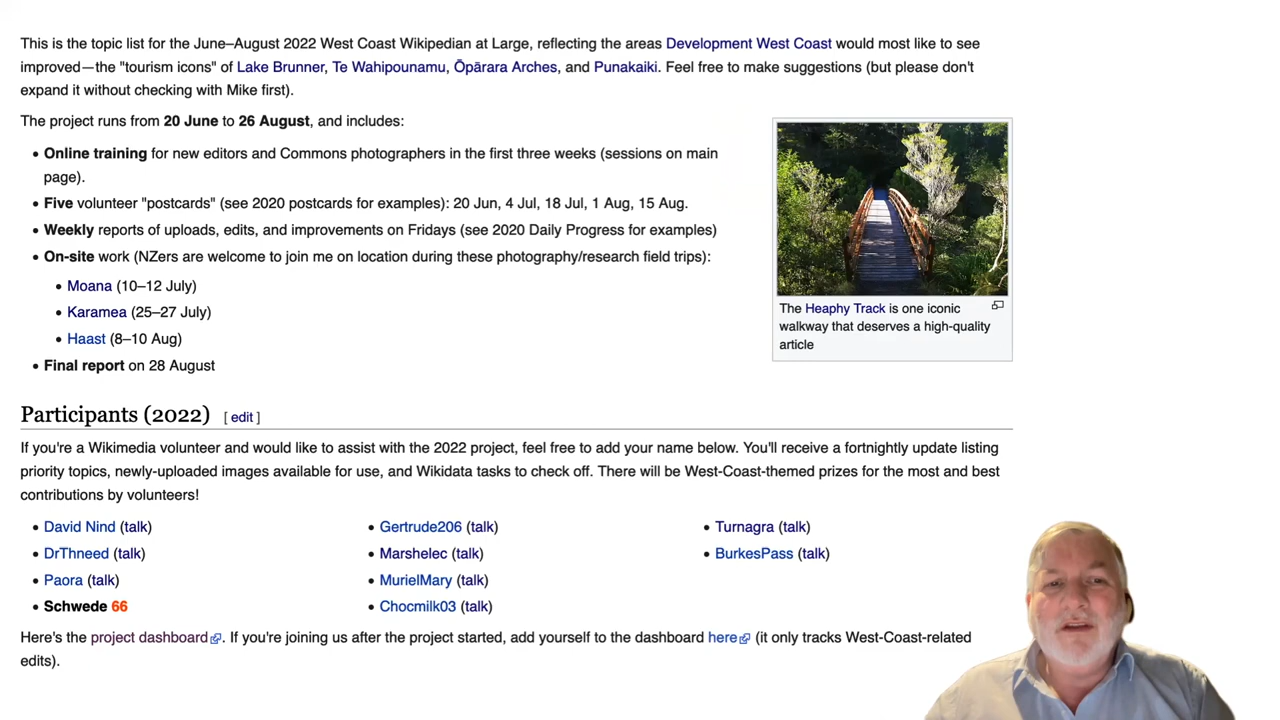 This is the topic list for the June–August 2022 West Coast Wikipedian at Large, reflecting the areas Development West Coast would most like to see
improved—the "tourism icons" of Lake Brunner, Te Wahipounamu, Ōpārara Arches, and Punakaiki. Feel free to make suggestions (but please don't
expand it without checking with Mike first).
The project runs from 20 June to 26 August, and includes:
• Online training for new editors and Commons photographers in the first three weeks (sessions on main
page).
• Five volunteer "postcards" (see 2020 postcards for examples): 20 Jun, 4 Jul, 18 Jul, 1 Aug, 15 Aug.
• Weekly reports of uploads, edits, and improvements on Fridays (see 2020 Daily Progress for examples)
• On-site work (NZers are welcome to join me on location during these photography/research field trips):
• Moana (10–12 July)
• Karamea (25–27 July)
• Haast (8–10 Aug)
• Final report on 28 August
The Heaphy Track is one iconic
walkway that deserves a high-quality
article
Participants (2022) [ edit ]
If you're a Wikimedia volunteer and would like to assist with the 2022 project, feel free to add your name below. You'll receive a fortnightly update listing
priority topics, newly-uploaded images available for use, and Wikidata tasks to check off. There will be West-Coast-themed prizes for the most and best
contributions by volunteers!
• David Nind (talk)
• DrThneed (talk)
• Paora (talk)
• Schwede 66
• Gertrude206 (talk)
• Marshelec (talk)
• MurielMary (talk)
• Chocmilk03 (talk)
• Turnagra (talk)
• BurkesPass (talk)
Here's the project dashboard. If you're joining us after the project started, add yourself to the dashboard here (it only tracks West-Coast-related
edits).